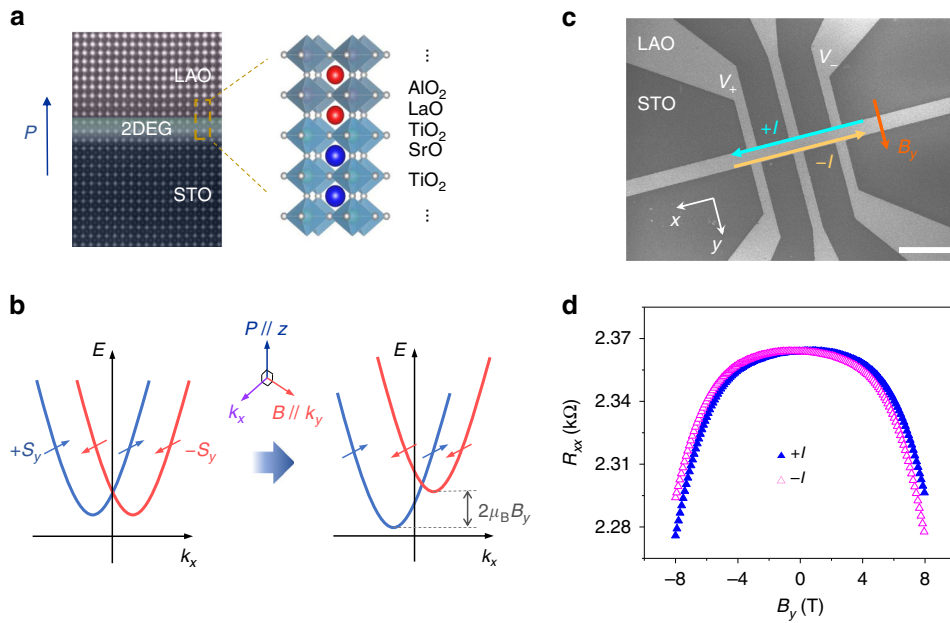 a
LAO
2DEG
STO
P
⋮
AlO₂
LaO
TiO₂
SrO
TiO₂
⋮
b
E
+Sy
−Sy
kx
P // z
kx
B // ky
E
2μBBy
kx
c
LAO
STO
V+
V−
+I
−I
By
x
y
d
Rxx (kΩ)
2.37
2.34
2.31
2.28
+I
−I
−8
−4
0
4
8
By (T)